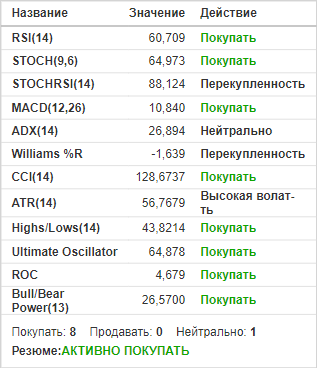 Название Значение Действие
RSI(14) 60,709 Покупать
STOCH(9,6) 64,973 Покупать
STOCHRSI(14) 88,124 Перекупленность
MACD(12,26) 10,840 Покупать
ADX(14) 26,894 Нейтрально
Williams %R -1,639 Перекупленность
CCI(14) 128,6737 Покупать
ATR(14) 56,7679 Высокая волат-
ть
Highs/Lows(14) 43,8214 Покупать
Ultimate Oscillator 64,878 Покупать
ROC 4,679 Покупать
Bull/Bear
Power(13) 26,5700 Покупать
Покупать: 8 Продавать: 0 Нейтрально: 1
Резюме:АКТИВНО ПОКУПАТЬ